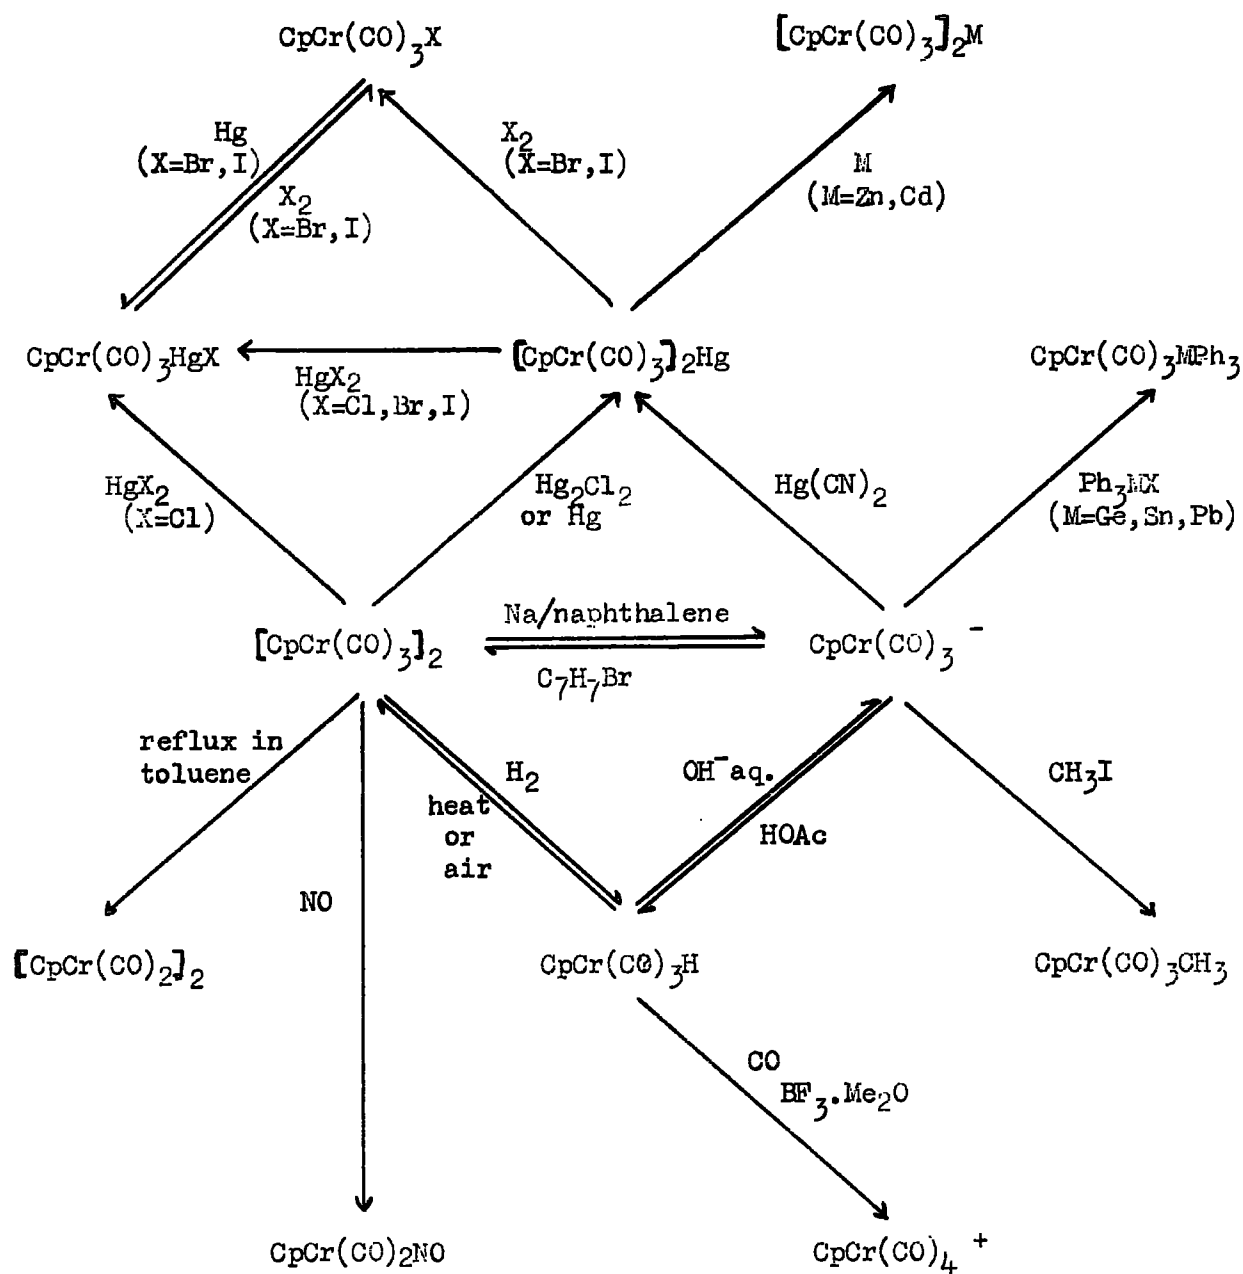 CpCr(CO)3X
[CpCr(CO)3]2M
Hg
(X=Br,I)
X2
(X=Br,I)
X2
(X=Br,I)
M
(M=Zn,Cd)
CpCr(CO)3HgX
[CpCr(CO)3]2Hg
CpCr(CO)3MPh3
HgX2
(X=Cl,Br,I)
HgX2
(X=Cl)
Hg2Cl2
or Hg
Hg(CN)2
Ph3MX
(M=Ge,Sn,Pb)
[CpCr(CO)3]2
Na/naphthalene
C7H7Br
CpCr(CO)3-
reflux in
toluene
H2
heat
or
air
OH-aq.
HOAc
CH3I
NO
[CpCr(CO)2]2
CpCr(CO)3H
CpCr(CO)3CH3
CO
BF3.Me2O
CpCr(CO)2NO
CpCr(CO)4+